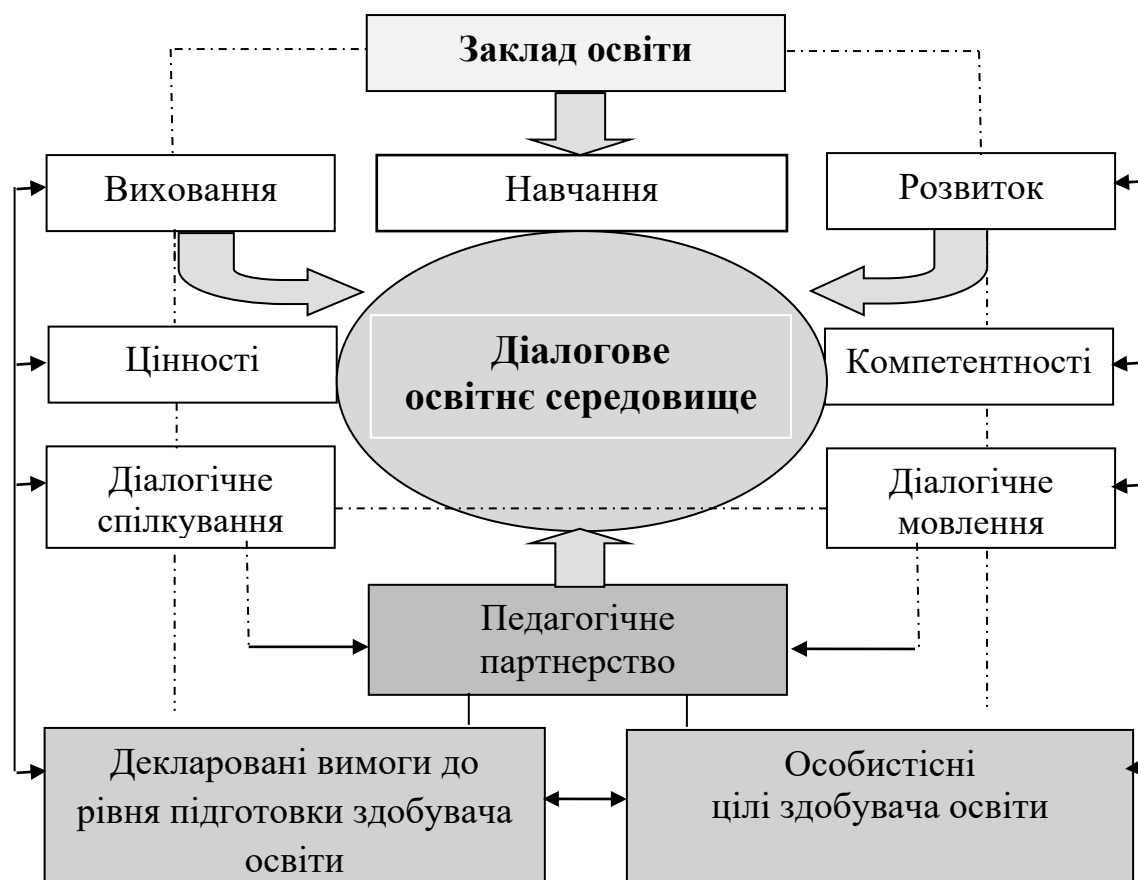 Заклад освіти
Виховання
Навчання
Розвиток
Цінності
Діалогове
освітнє середовище
Компетентності
Діалогічне
спілкування
Діалогічне
мовлення
Педагогічне
партнерство
Декларовані вимоги до
рівня підготовки здобувача
освіти
Особистісні
цілі здобувача освіти